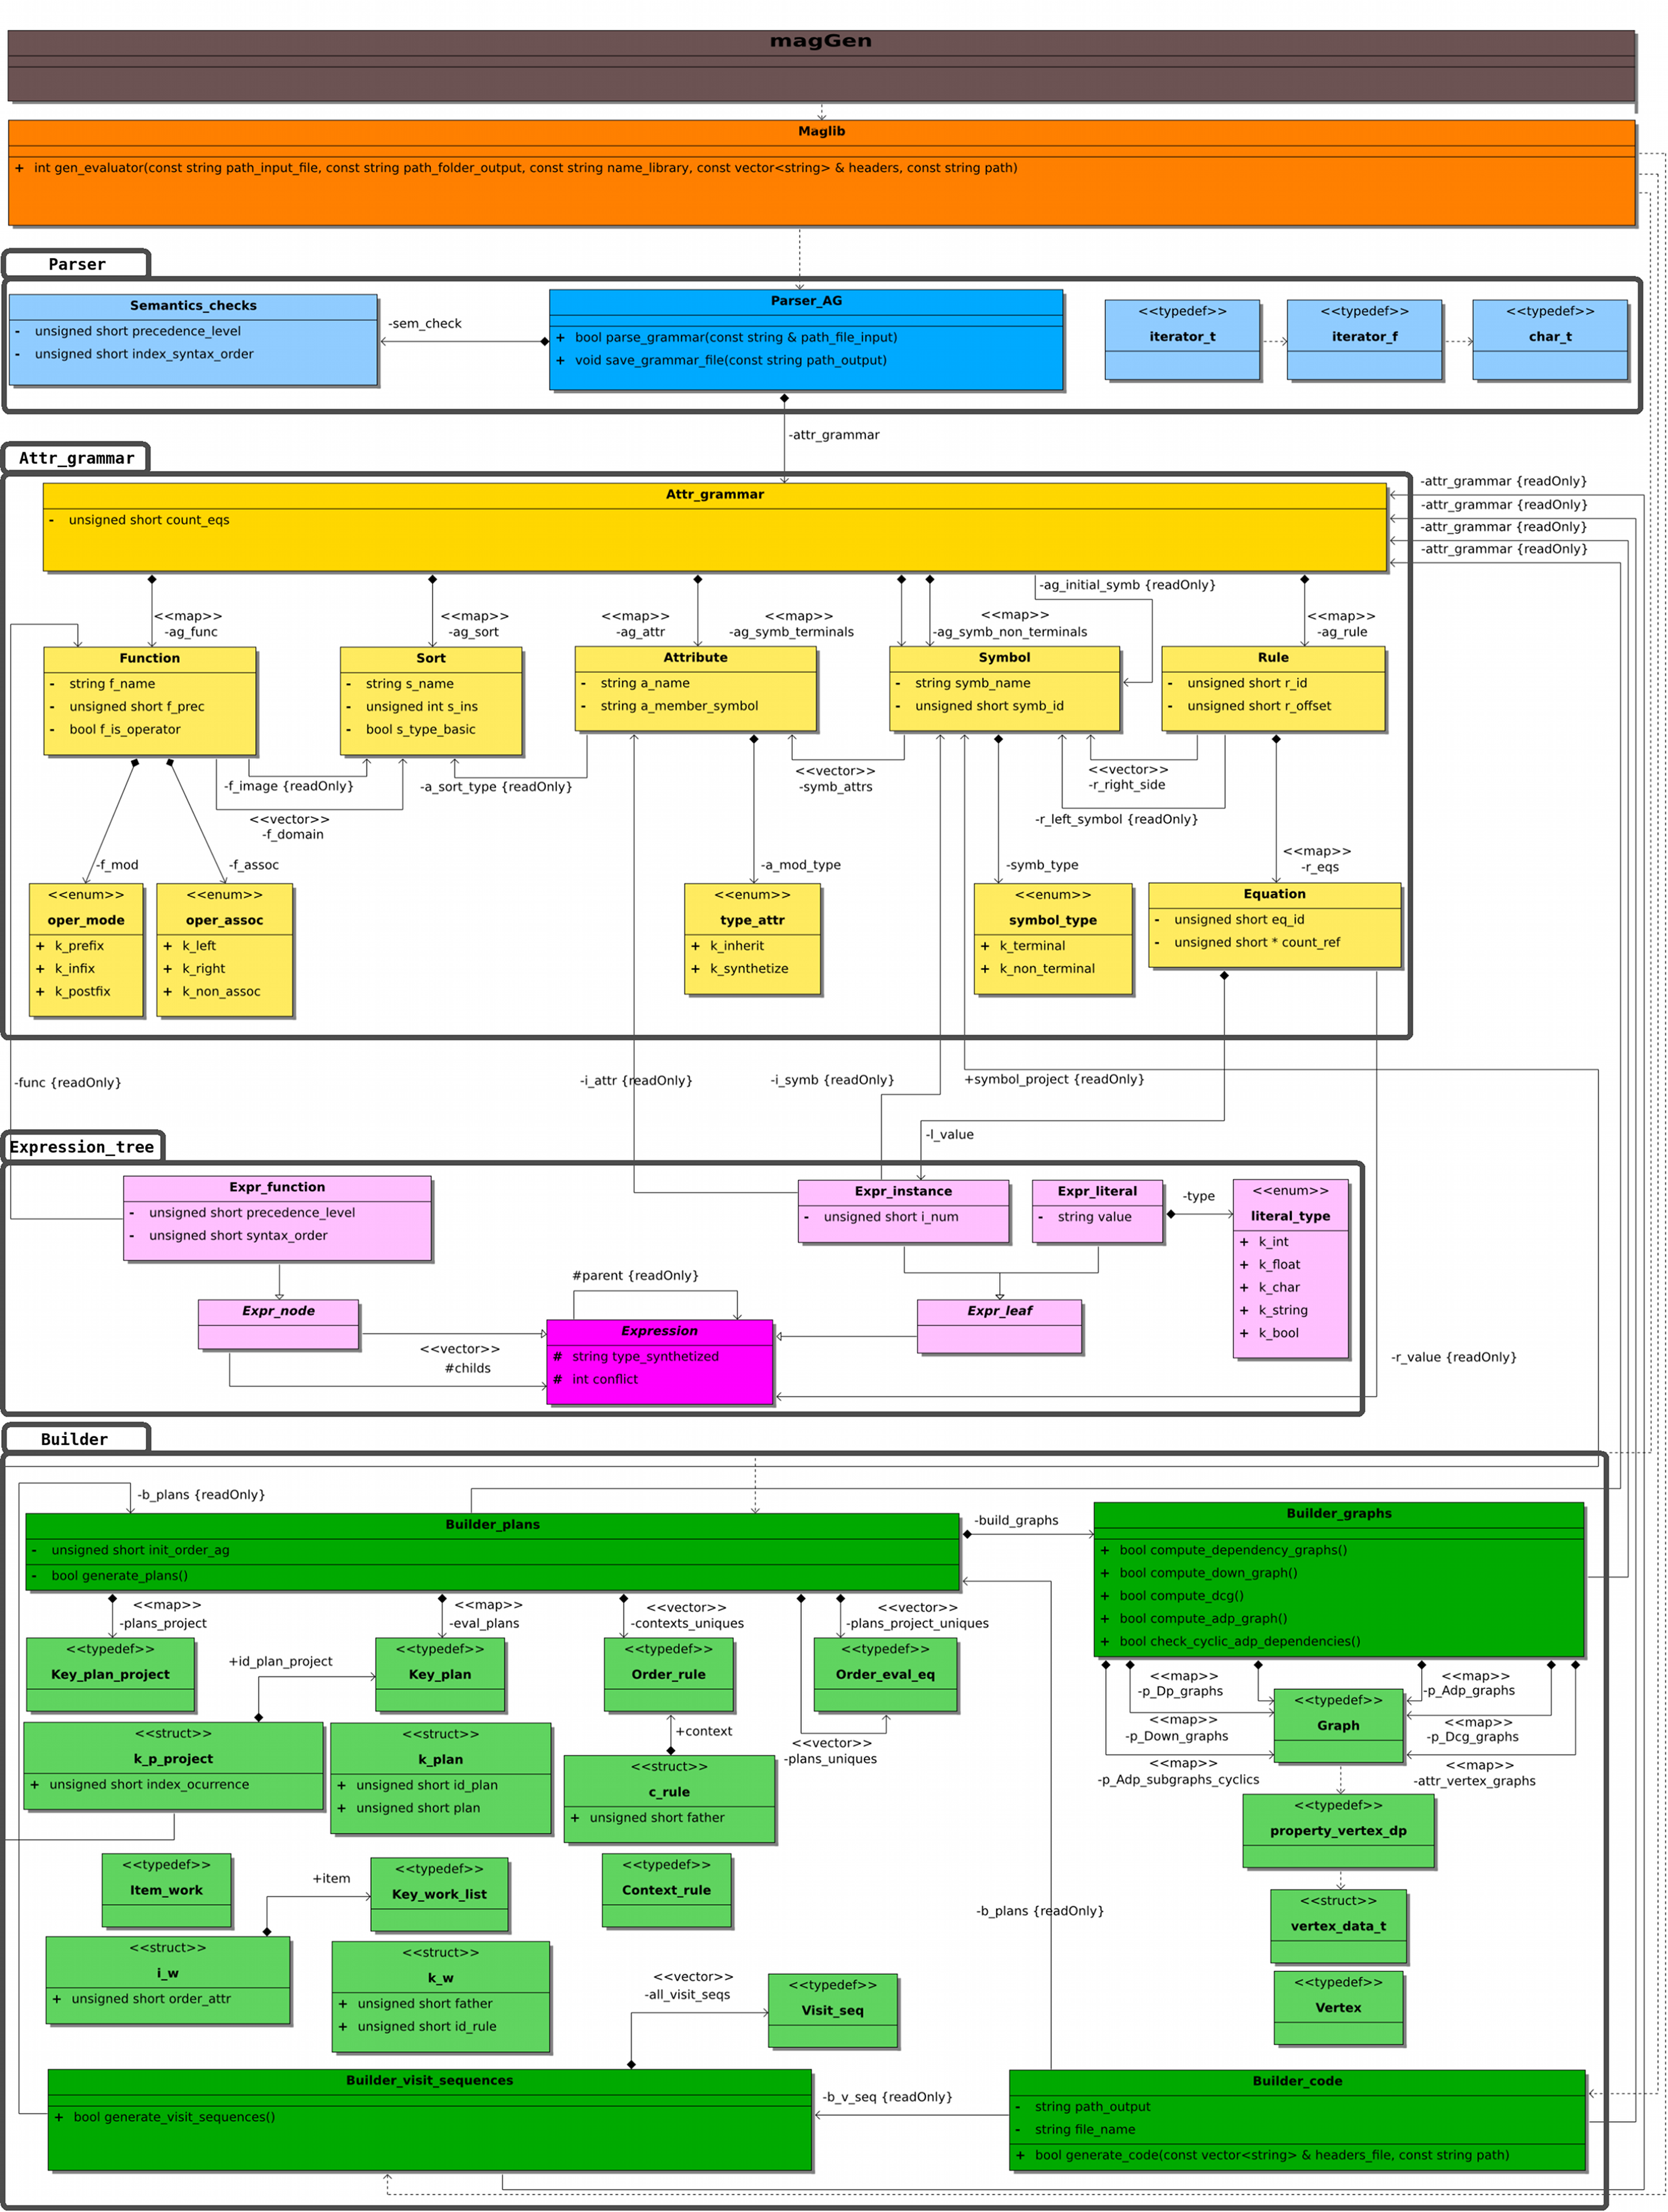 magGen
Maglib
+ int gen_evaluator(const string path_input_file, const string path_folder_output, const string name_library, const vector<string> & headers, const string path)
Parser
Semantics_checks
- unsigned short precedence_level
- unsigned short index_syntax_order
-sem_check
Parser_AG
+ bool parse_grammar(const string & path_file_input)
+ void save_grammar_file(const string path_output)
<<typedef>>
iterator_t
<<typedef>>
iterator_f
<<typedef>>
char_t
-attr_grammar
Attr_grammar
Attr_grammar
- unsigned short count_eqs
-attr_grammar {readOnly}
-attr_grammar {readOnly}
-attr_grammar {readOnly}
-attr_grammar {readOnly}
<<map>>
-ag_func
<<map>>
-ag_sort
<<map>>
-ag_attr
<<map>>
-ag_symb_terminals
<<map>>
-ag_symb_non_terminals
-ag_initial_symb {readOnly}
<<map>>
-ag_rule
Function
- string f_name
- unsigned short f_prec
- bool f_is_operator
Sort
- string s_name
- unsigned int s_ins
- bool s_type_basic
Attribute
- string a_name
- string a_member_symbol
Symbol
- string symb_name
- unsigned short symb_id
Rule
- unsigned short r_id
- unsigned short r_offset
-f_image {readOnly}
<<vector>>
-f_domain
-a_sort_type {readOnly}
<<vector>>
-symb_attrs
<<vector>>
-r_right_side
-r_left_symbol {readOnly}
-f_mod
-f_assoc
-a_mod_type
-symb_type
<<map>>
-r_eqs
<<enum>>
oper_mode
+ k_prefix
+ k_infix
+ k_postfix
<<enum>>
oper_assoc
+ k_left
+ k_right
+ k_non_assoc
<<enum>>
type_attr
+ k_inherit
+ k_synthetize
<<enum>>
symbol_type
+ k_terminal
+ k_non_terminal
Equation
- unsigned short eq_id
- unsigned short * count_ref
-func {readOnly}
-i_attr {readOnly}
-i_symb {readOnly}
+symbol_project {readOnly}
-l_value
Expression_tree
Expr_function
- unsigned short precedence_level
- unsigned short syntax_order
Expr_instance
- unsigned short i_num
Expr_literal
- string value
-type
<<enum>>
literal_type
+ k_int
+ k_float
+ k_char
+ k_string
+ k_bool
#parent {readOnly}
Expr_node
Expr_leaf
<<vector>>
#childs
Expression
# string type_synthetized
# int conflict
-r_value {readOnly}
Builder
-b_plans {readOnly}
Builder_plans
- unsigned short init_order_ag
- bool generate_plans()
-build_graphs
Builder_graphs
+ bool compute_dependency_graphs()
+ bool compute_down_graph()
+ bool compute_dcg()
+ bool compute_adp_graph()
+ bool check_cyclic_adp_dependencies()
<<map>>
-plans_project
<<map>>
-eval_plans
<<vector>>
-contexts_uniques
<<vector>>
-plans_project_uniques
<<typedef>>
Key_plan_project
+id_plan_project
<<typedef>>
Key_plan
<<typedef>>
Order_rule
<<typedef>>
Order_eval_eq
<<map>>
-p_Dp_graphs
<<map>>
-p_Down_graphs
<<map>>
-p_Adp_subgraphs_cyclics
<<typedef>>
Graph
<<map>>
-p_Adp_graphs
<<map>>
-p_Dcg_graphs
<<map>>
-attr_vertex_graphs
<<struct>>
k_p_project
+ unsigned short index_ocurrence
<<struct>>
k_plan
+ unsigned short id_plan
+ unsigned short plan
+context
<<struct>>
c_rule
+ unsigned short father
<<vector>>
-plans_uniques
<<typedef>>
property_vertex_dp
<<typedef>>
Item_work
+item
<<typedef>>
Key_work_list
<<typedef>>
Context_rule
-b_plans {readOnly}
<<struct>>
vertex_data_t
<<struct>>
i_w
+ unsigned short order_attr
<<struct>>
k_w
+ unsigned short father
+ unsigned short id_rule
<<vector>>
-all_visit_seqs
<<typedef>>
Visit_seq
<<typedef>>
Vertex
Builder_visit_sequences
+ bool generate_visit_sequences()
-b_v_seq {readOnly}
Builder_code
- string path_output
- string file_name
+ bool generate_code(const vector<string> & headers_file, const string path)